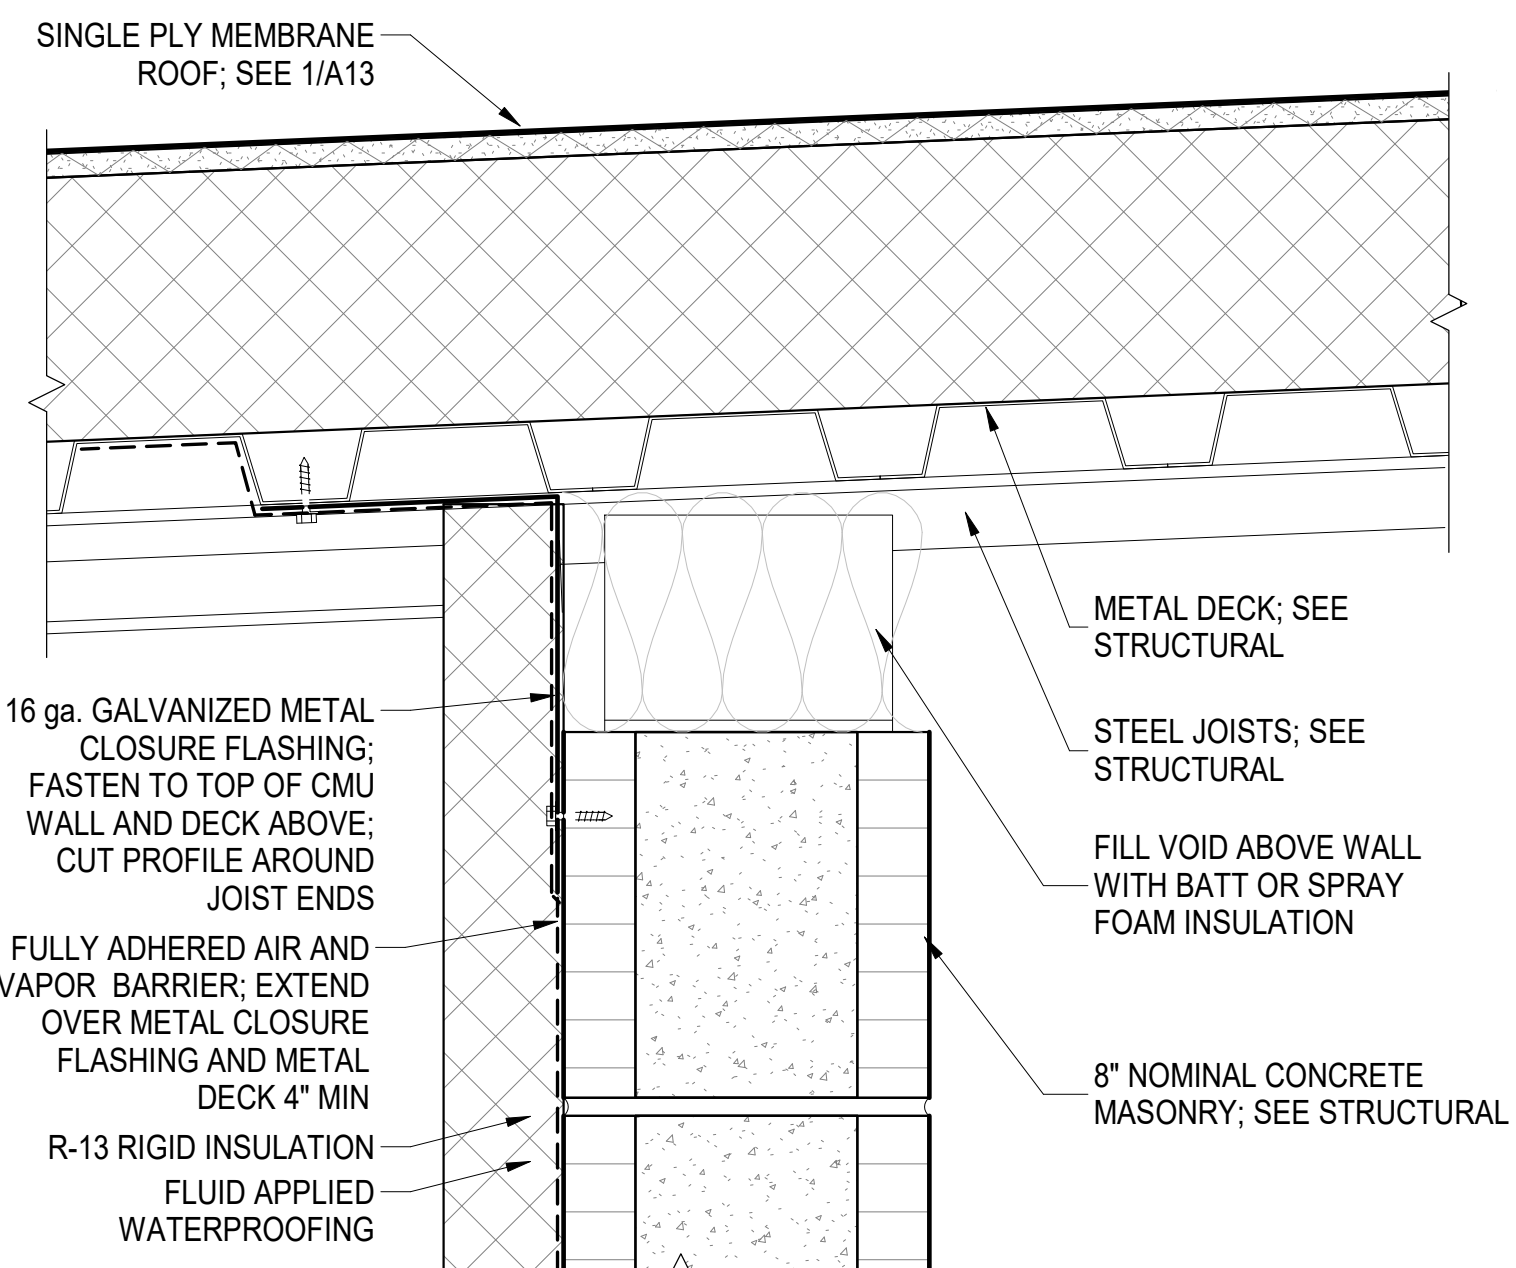 SINGLE PLY MEMBRANE
ROOF; SEE 1/A13
16 ga. GALVANIZED METAL
CLOSURE FLASHING;
FASTEN TO TOP OF CMU
WALL AND DECK ABOVE;
CUT PROFILE AROUND
JOIST ENDS
FULLY ADHERED AIR AND
VAPOR BARRIER; EXTEND
OVER METAL CLOSURE
FLASHING AND METAL
DECK 4" MIN
R-13 RIGID INSULATION
FLUID APPLIED
WATERPROOFING
METAL DECK; SEE
STRUCTURAL
STEEL JOISTS; SEE
STRUCTURAL
FILL VOID ABOVE WALL
WITH BATT OR SPRAY
FOAM INSULATION
8" NOMINAL CONCRETE
MASONRY; SEE STRUCTURAL